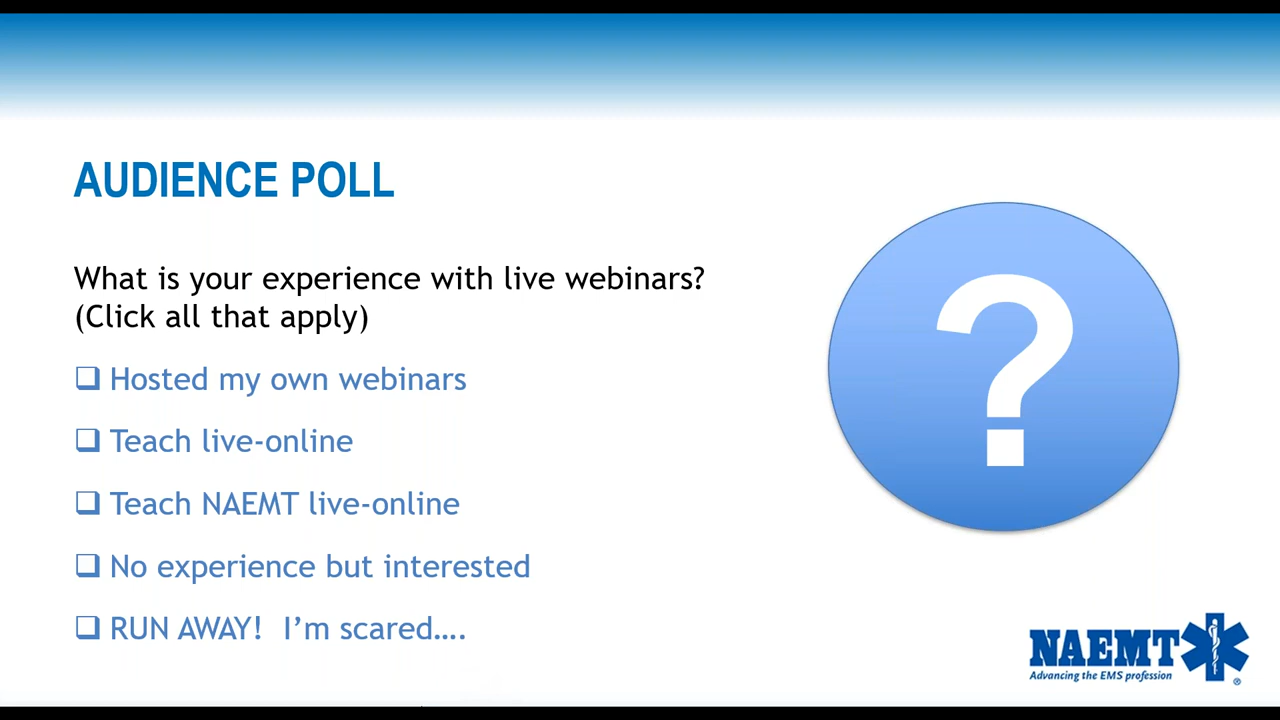 AUDIENCE POLL
What is your experience with live webinars?
(Click all that apply)
❑ Hosted my own webinars
❑ Teach live-online
❑ Teach NAEMT live-online
❑ No experience but interested
❑ RUN AWAY!  I’m scared….
?
NAEMT
Advancing the EMS profession
®